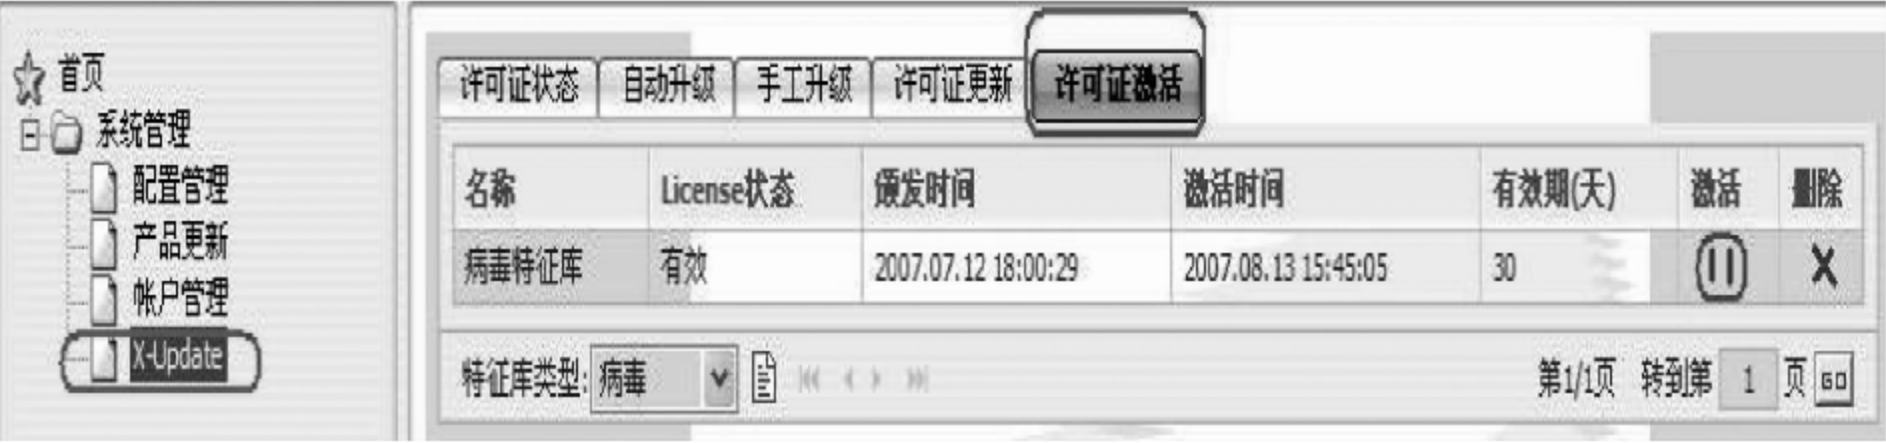 首页
系统管理
配置管理
产品更新
帐户管理
X-Update
许可证状态 自动升级 手工升级 许可证更新 许可证激活
名称 License状态 颁发时间 激活时间 有效期(天) 激活 删除
病毒特征库 有效 2007.07.12 18:00:29 2007.08.13 15:45:05 30
特征库类型: 病毒 第1/1页 转到第 1 页 GO